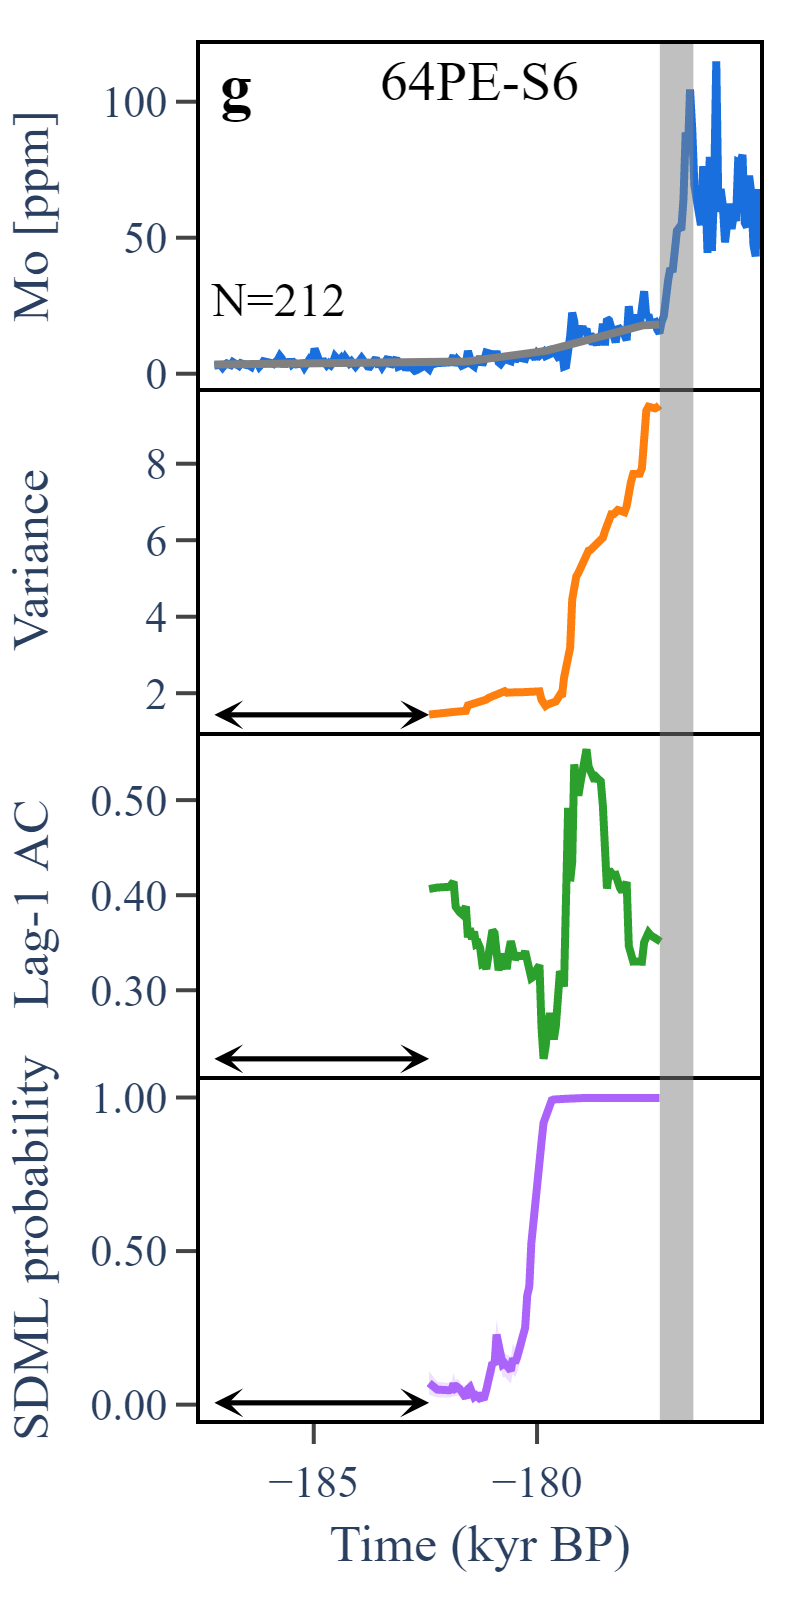 g
64PE-S6
Mo [ppm]
100
50
0
N=212
Variance
8
6
4
2
Lag-1 AC
0.50
0.40
0.30
SDML probability
1.00
0.50
0.00
−185
−180
Time (kyr BP)